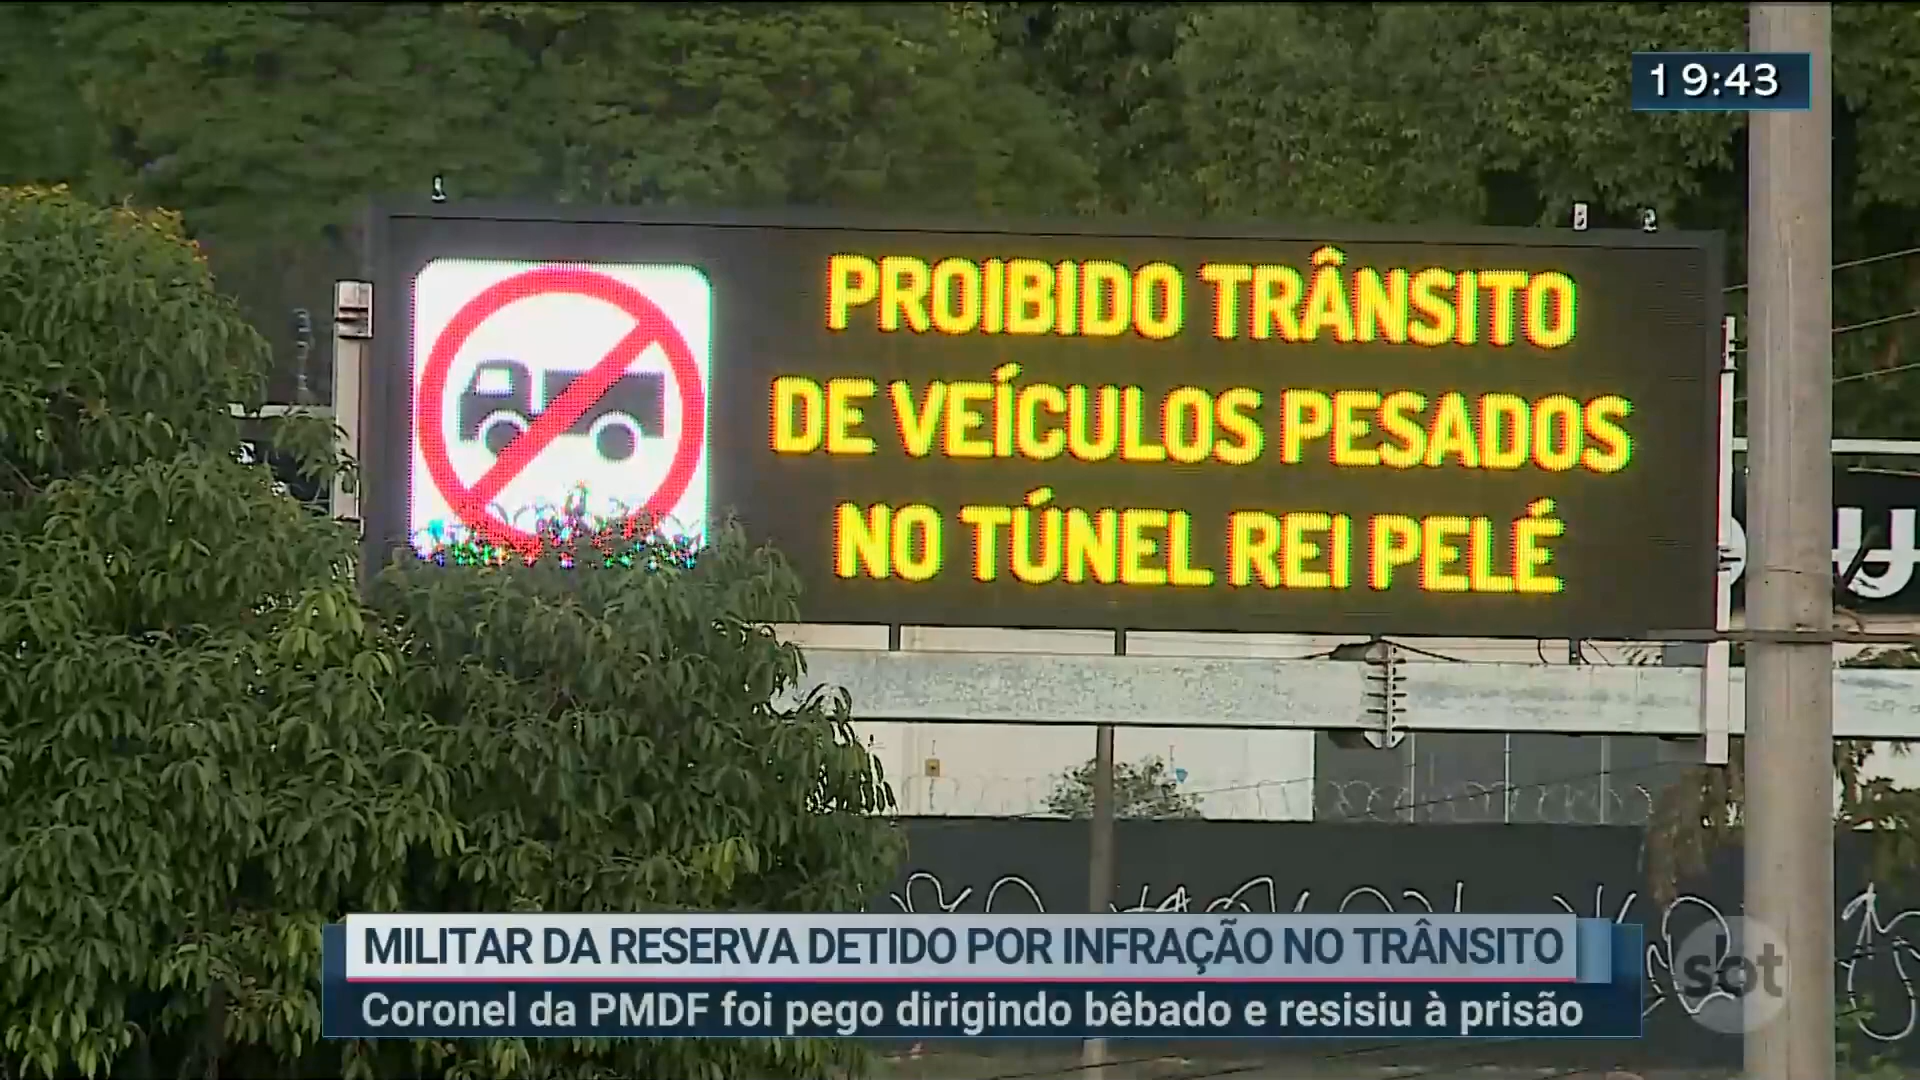 19:43
PROIBIDO TRÂNSITO
DE VEÍCULOS PESADOS
NO TÚNEL REI PELÉ
MILITAR DA RESERVA DETIDO POR INFRAÇÃO NO TRÂNSITO
Coronel da PMDF foi pego dirigindo bêbado e resisiu à prisão
sbt